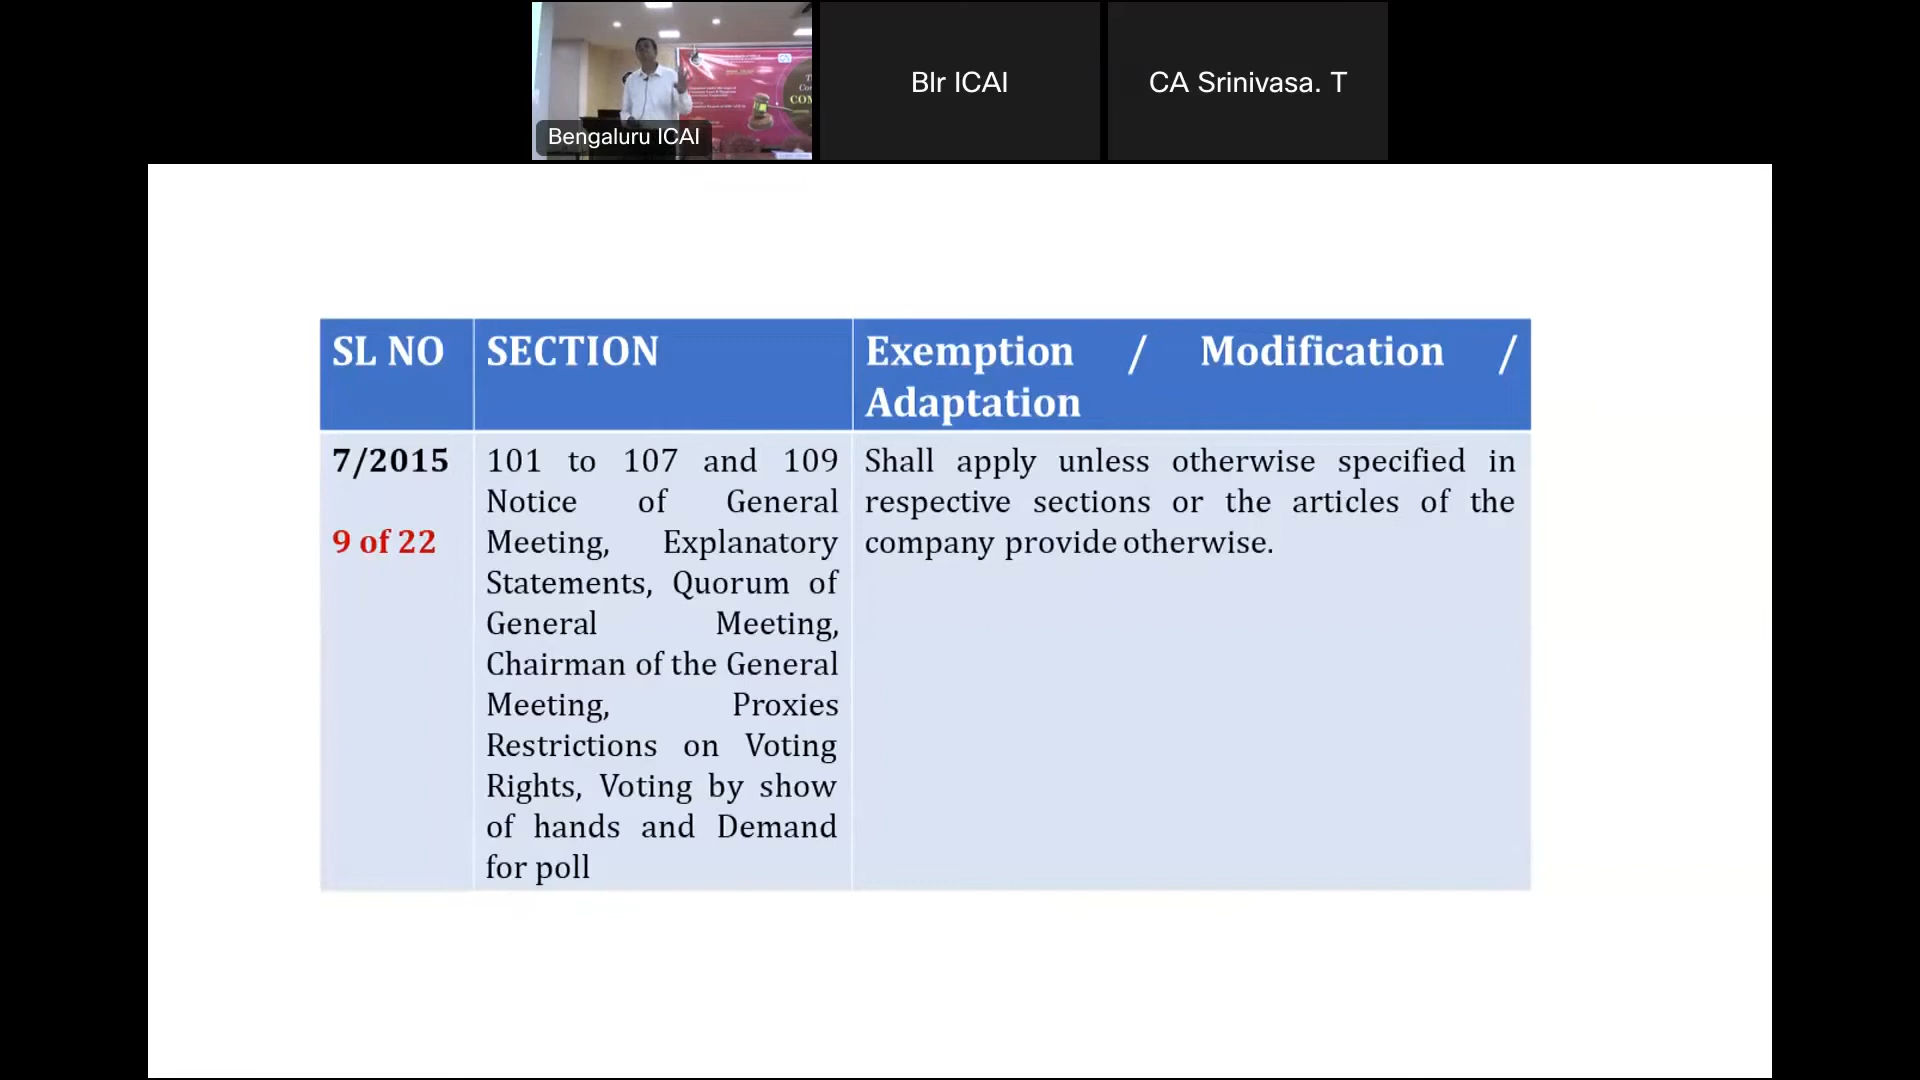 Bengaluru ICAI
Blr ICAI
CA Srinivasa. T
SL NO
SECTION
Exemption / Modification /
Adaptation
7/2015
9 of 22
101 to 107 and 109
Notice of General
Meeting, Explanatory
Statements, Quorum of
General Meeting,
Chairman of the General
Meeting, Proxies
Restrictions on Voting
Rights, Voting by show
of hands and Demand
for poll
Shall apply unless otherwise specified in
respective sections or the articles of the
company provide otherwise.